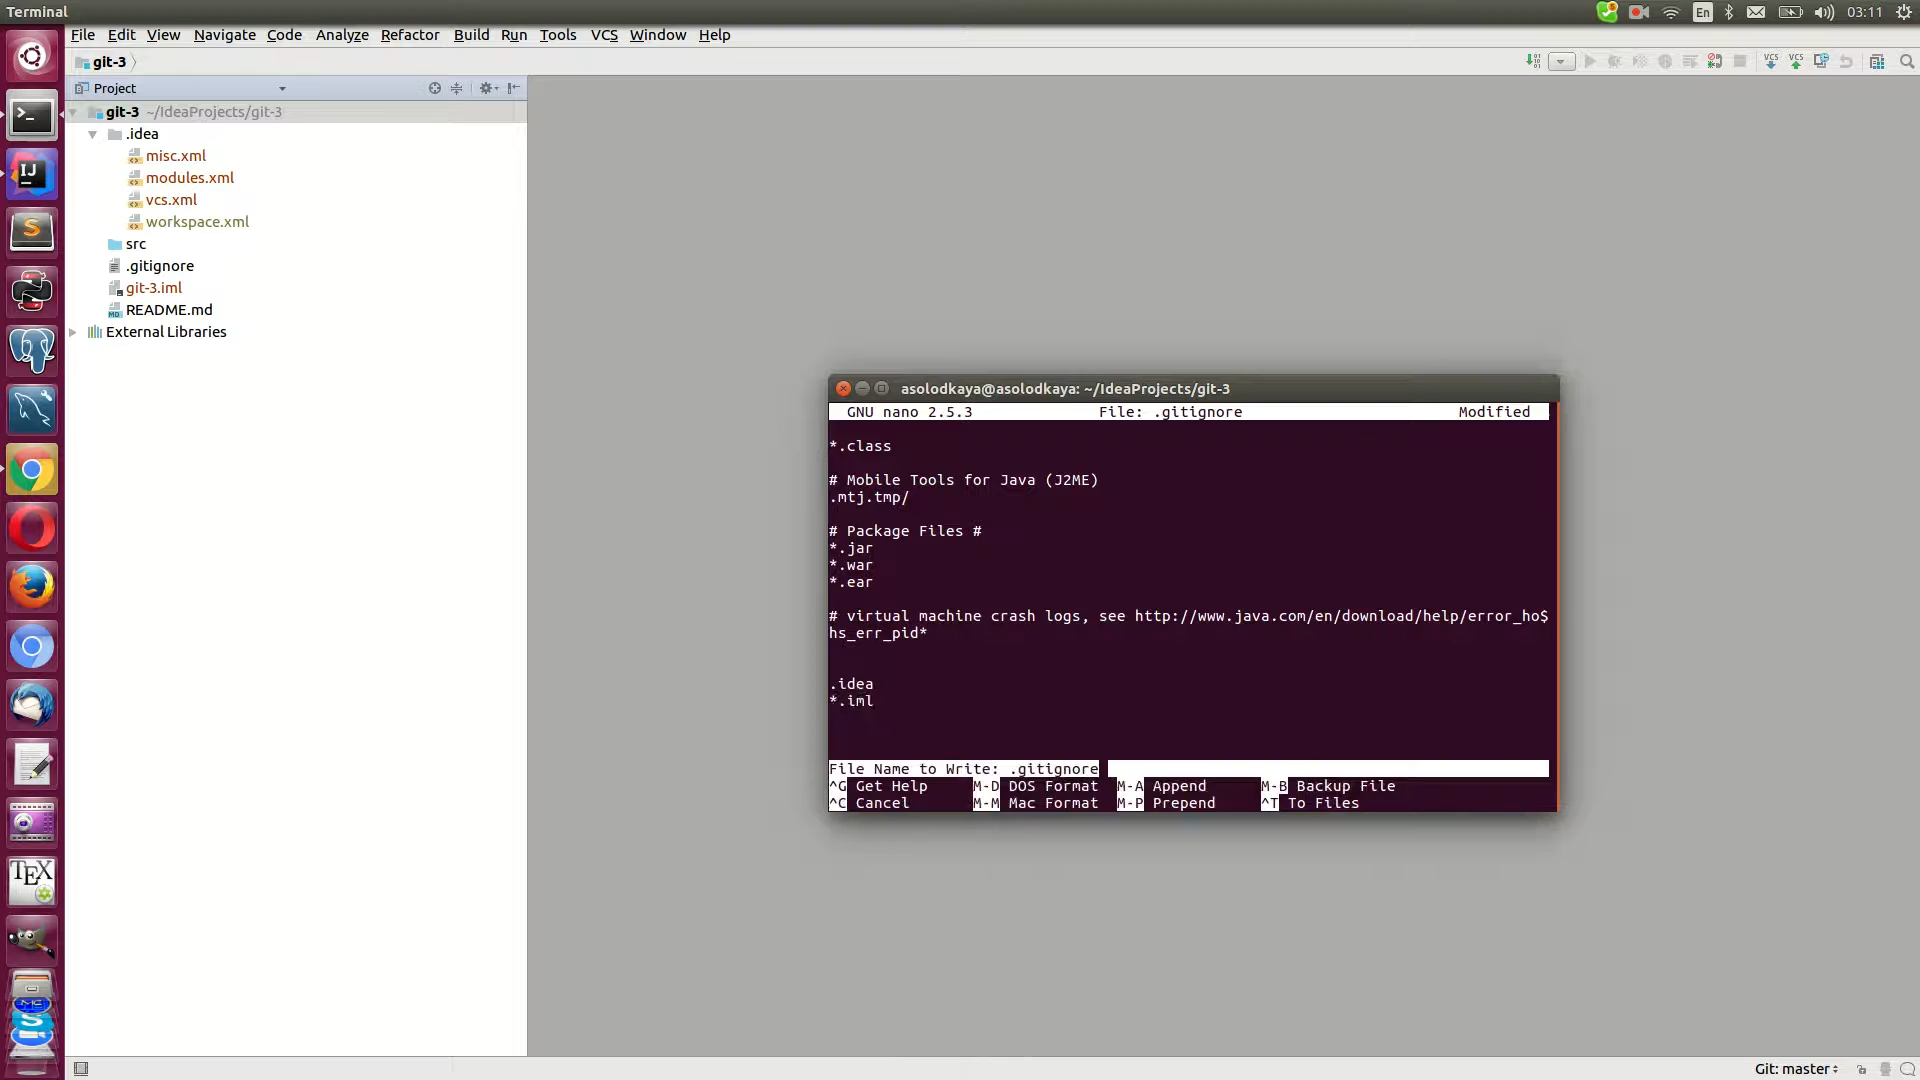 Terminal
En
03:11
File Edit View Navigate Code Analyze Refactor Build Run Tools VCS Window Help
git-3
VCS VCS
Project
git-3 ~/IdeaProjects/git-3
.idea
misc.xml
modules.xml
vcs.xml
workspace.xml
src
.gitignore
git-3.iml
README.md
External Libraries
asolodkaya@asolodkaya: ~/IdeaProjects/git-3
GNU nano 2.5.3 File: .gitignore Modified
*.class
# Mobile Tools for Java (J2ME)
.mtj.tmp/
# Package Files #
*.jar
*.war
*.ear
# virtual machine crash logs, see http://www.java.com/en/download/help/error_ho$
hs_err_pid*
.idea
*.iml
File Name to Write: .gitignore
^G Get Help M-D DOS Format M-A Append M-B Backup File
^C Cancel M-M Mac Format M-P Prepend ^T To Files
IJ
S
TEX
S
Git: master